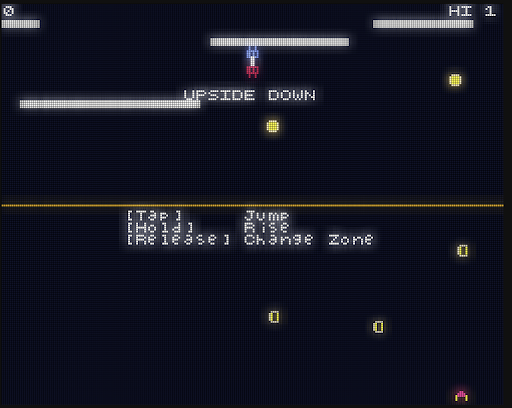 0 HI 1
UPSIDE DOWN
[Tap] Jump
[Hold] Rise
[Release] Change Zone